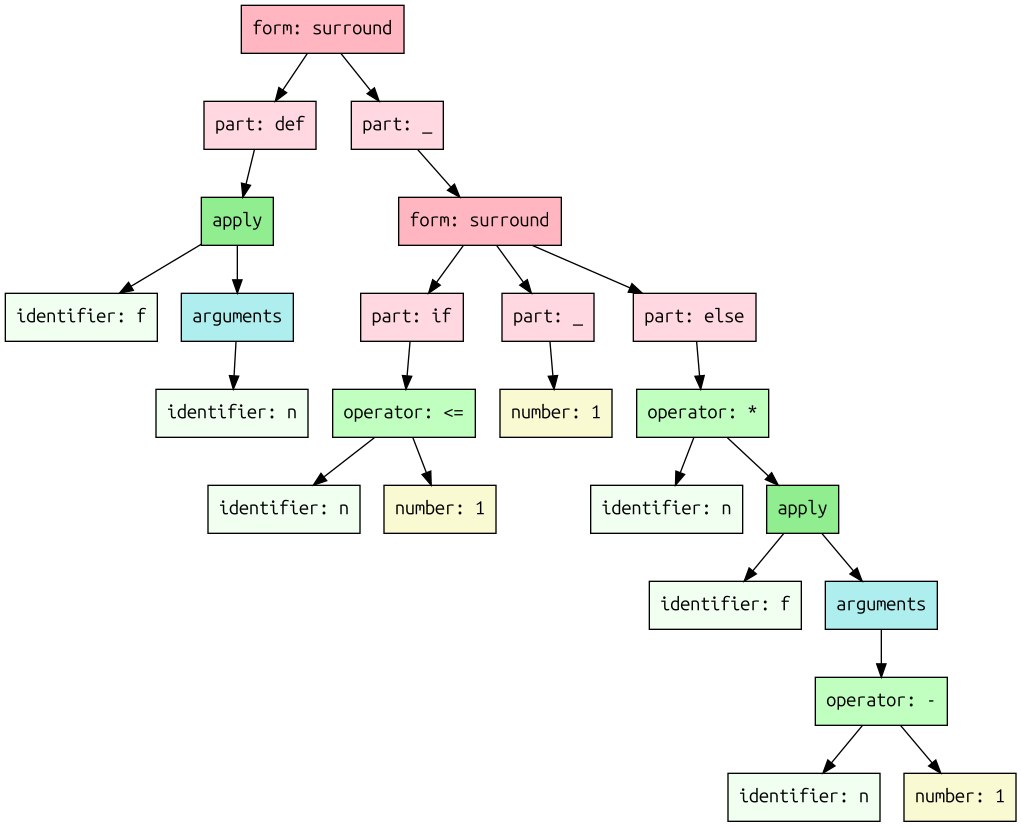 form: surround
part: def
part: _
apply
form: surround
identifier: f
arguments
part: if
part: _
part: else
identifier: n
operator: <=
number: 1
operator: *
identifier: n
number: 1
identifier: n
apply
identifier: f
arguments
operator: -
identifier: n
number: 1